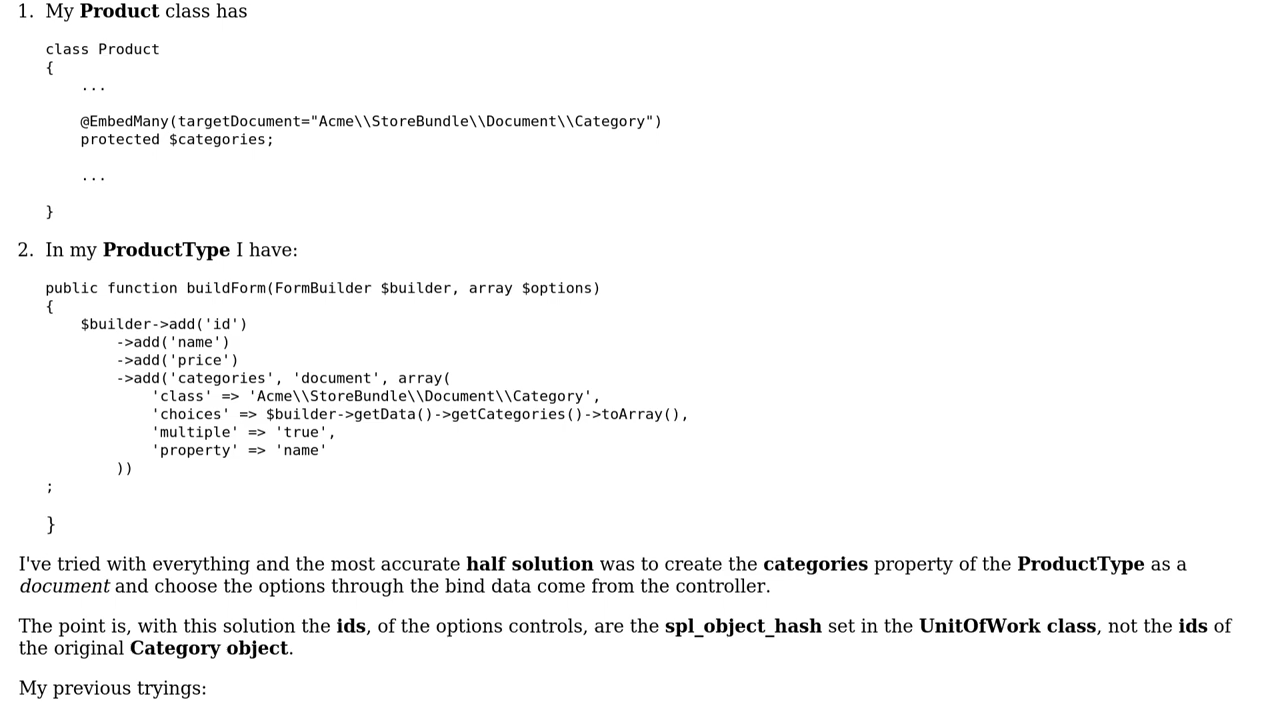 1. My Product class has
class Product
{
    ...
    @EmbedMany(targetDocument="Acme\\StoreBundle\\Document\\Category")
    protected $categories;
    ...
}
2. In my ProductType I have:
public function buildForm(FormBuilder $builder, array $options)
{
    $builder->add('id')
        ->add('name')
        ->add('price')
        ->add('categories', 'document', array(
            'class' => 'Acme\\StoreBundle\\Document\\Category',
            'choices' => $builder->getData()->getCategories()->toArray(),
            'multiple' => 'true',
            'property' => 'name'
        ))
;
}
I've tried with everything and the most accurate half solution was to create the categories property of the ProductType as a
document and choose the options through the bind data come from the controller.
The point is, with this solution the ids, of the options controls, are the spl_object_hash set in the UnitOfWork class, not the ids of
the original Category object.
My previous tryings: